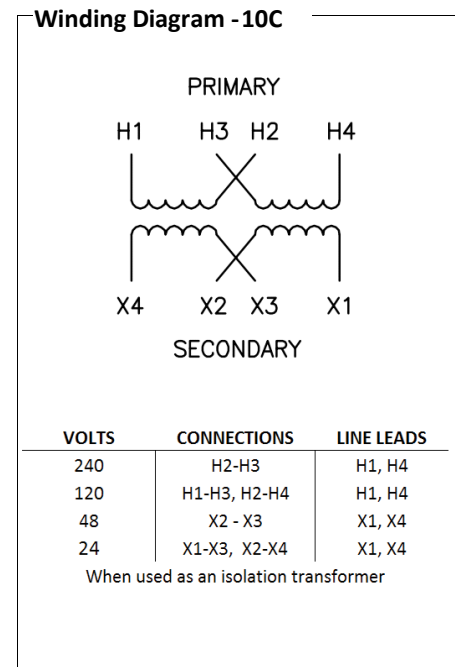 Winding Diagram - 10C
PRIMARY
H1 H3 H2 H4
X4 X2 X3 X1
SECONDARY
VOLTS CONNECTIONS LINE LEADS
240 H2-H3 H1, H4
120 H1-H3, H2-H4 H1, H4
48 X2 - X3 X1, X4
24 X1-X3, X2-X4 X1, X4
When used as an isolation transformer